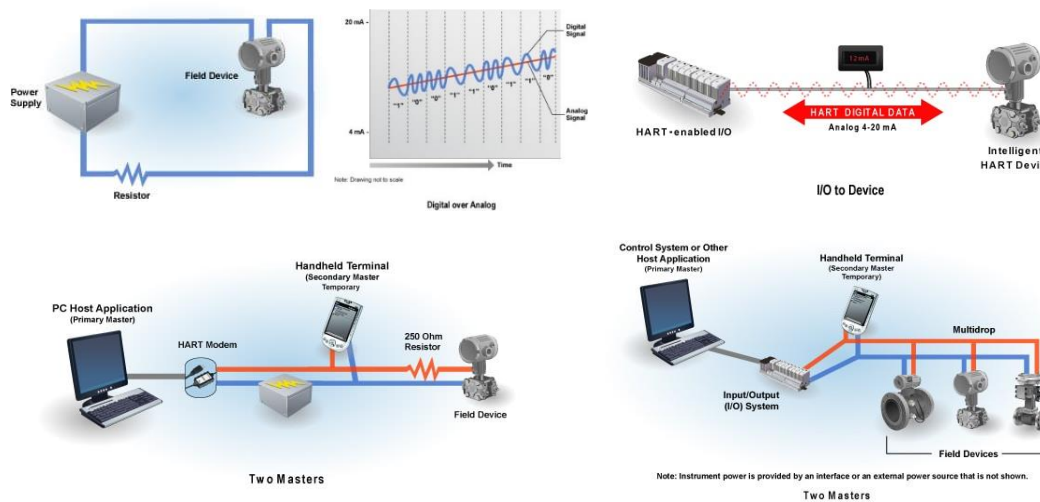 Power
Supply
Field Device
Resistor
20 mA
4 mA
Digital
Signal
Analog
Signal
"1" "0" "0" "1" "1" "0" "1" "0"
Time
Note: Drawing not to scale
Digital over Analog
12mA
HART DIGITAL DATA
Analog 4-20 mA
HART-enabled I/O
Intelligent
HART Devi
I/O to Device
PC Host Application
(Primary Master)
HART Modem
Handheld Terminal
(Secondary Master
Temporary
250 Ohm
Resistor
Field Device
Two Masters
Control System or Other
Host Application
(Primary Master)
Handheld Terminal
(Secondary Master
Temporary)
Multidrop
Input/Output
(I/O) System
Field Devices
Note: Instrument power is provided by an interface or an external power source that is not shown.
Two Masters